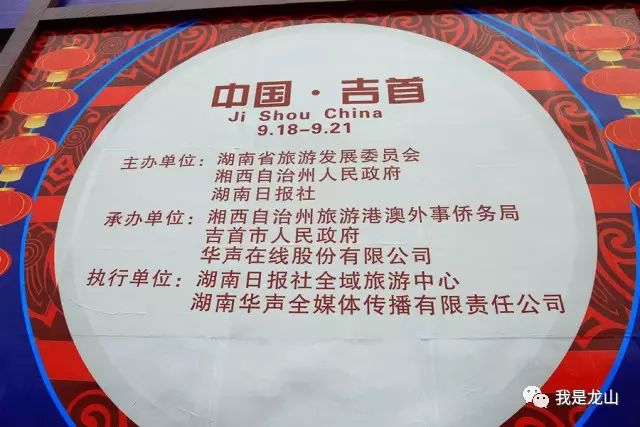 中国·吉首
Ji Shou China
9.18-9.21
主办单位：湖南省旅游发展委员会
湘西自治州人民政府
湖南日报社
承办单位：湘西自治州旅游港澳外事侨务局
吉首市人民政府
华声在线股份有限公司
执行单位：湖南日报社全域旅游中心
湖南华声全媒体传播有限责任公司
我是龙山